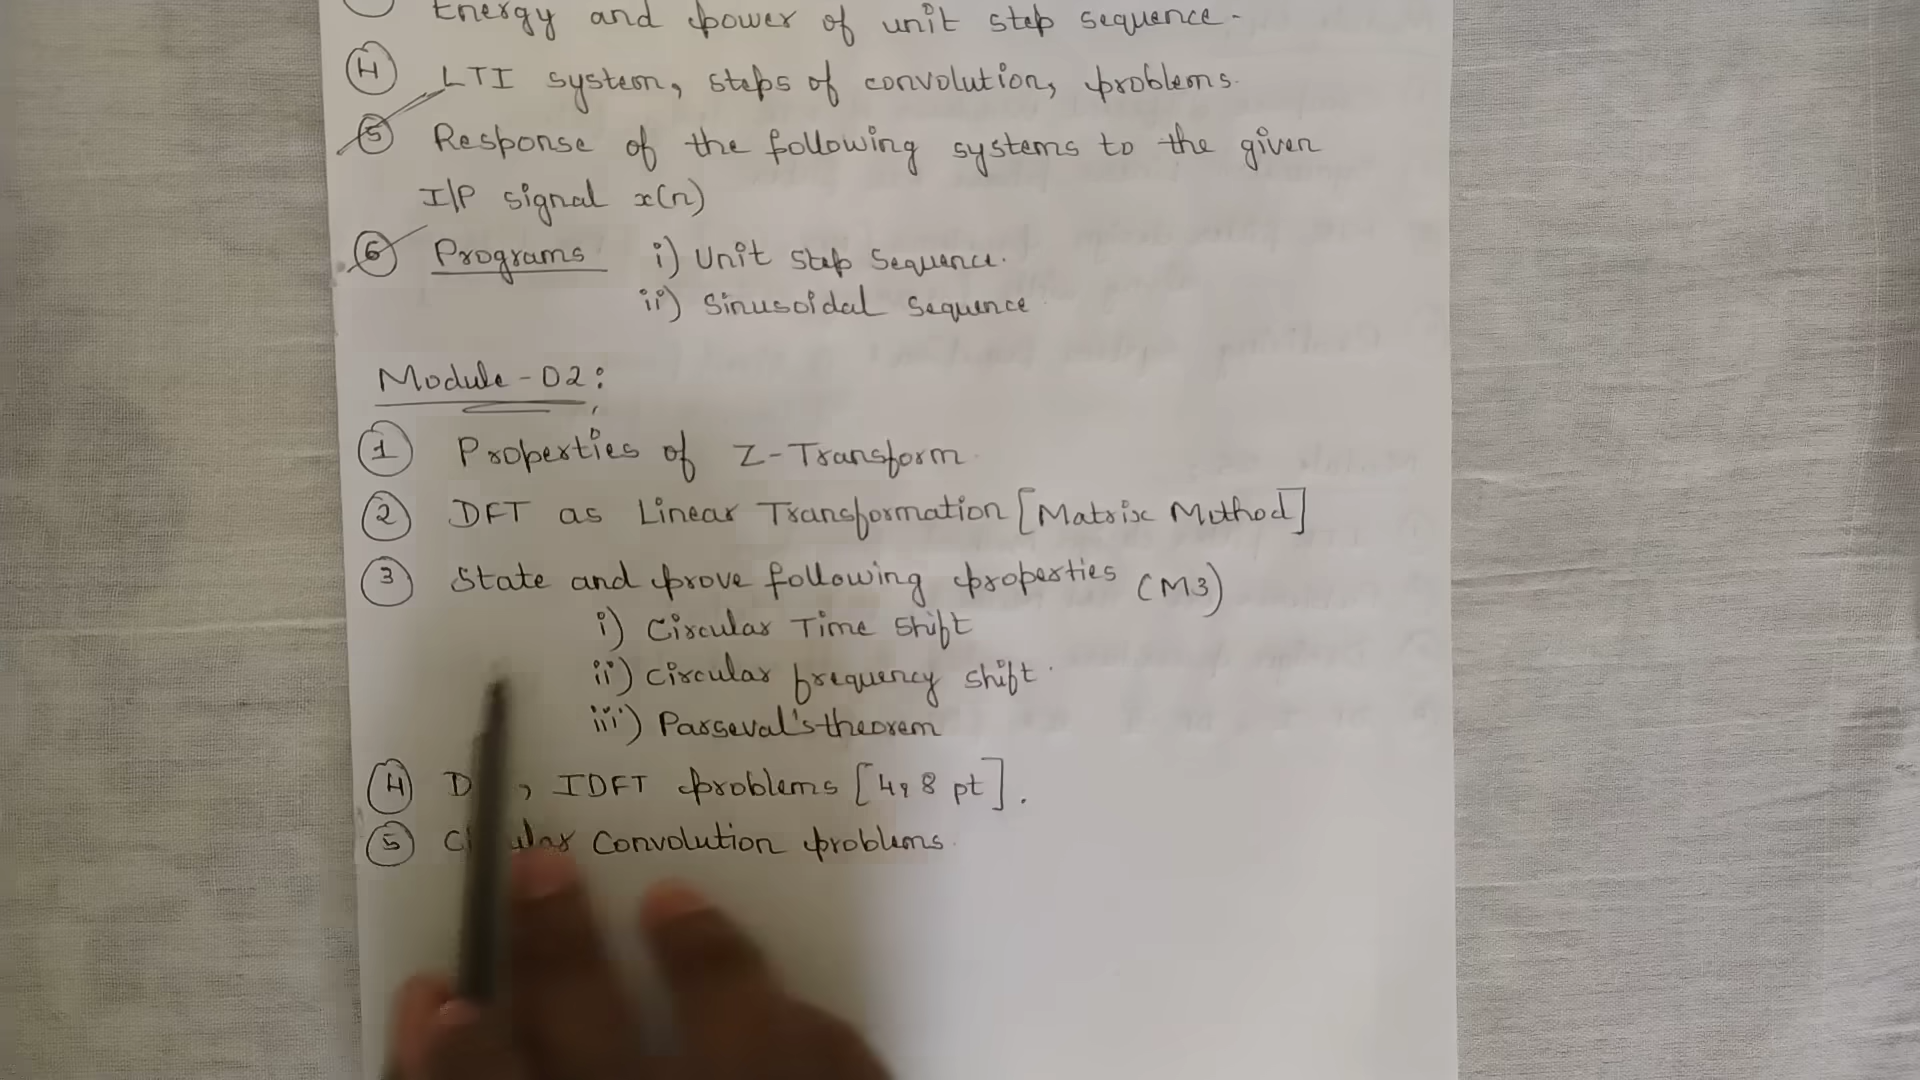 Energy and power of unit step sequence.
4 LTI system, steps of convolution, problems.
5 Response of the following systems to the given
I/P signal x(n)
6 Programs i) Unit Step Sequence.
ii) Sinusoidal Sequence
Module-02:
1 Properties of Z-Transform
2 DFT as Linear Transformation [Matrix Method]
3 State and prove following properties (M3)
i) Circular Time Shift
ii) Circular frequency shift.
iii) Parseval's theorem
4 , IDFT problems [4,8 pt].
5 Convolution problems.